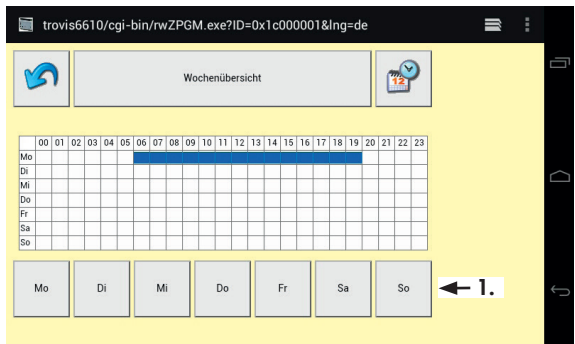 trovis6610/cgi-bin/rwZPGM.exe?ID=0x1c000001&lng=de
Wochenübersicht
12
00 01 02 03 04 05 06 07 08 09 10 11 12 13 14 15 16 17 18 19 20 21 22 23
Mo
Di
Mi
Do
Fr
Sa
So
Mo Di Mi Do Fr Sa So 1.